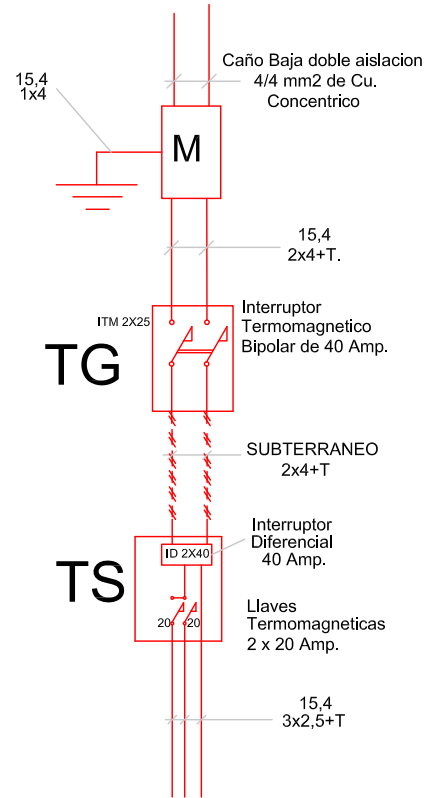 Caño Baja doble aislacion
4/4 mm2 de Cu.
Concentrico
15,4
1x4
M
15,4
2x4+T.
ITM 2X25
Interruptor
Termomagnetico
Bipolar de 40 Amp.
TG
SUBTERRANEO
2x4+T
Interruptor
Diferencial
40 Amp.
ID 2X40
TS
Llaves
Termomagneticas
2 x 20 Amp.
20 20
15,4
3x2,5+T